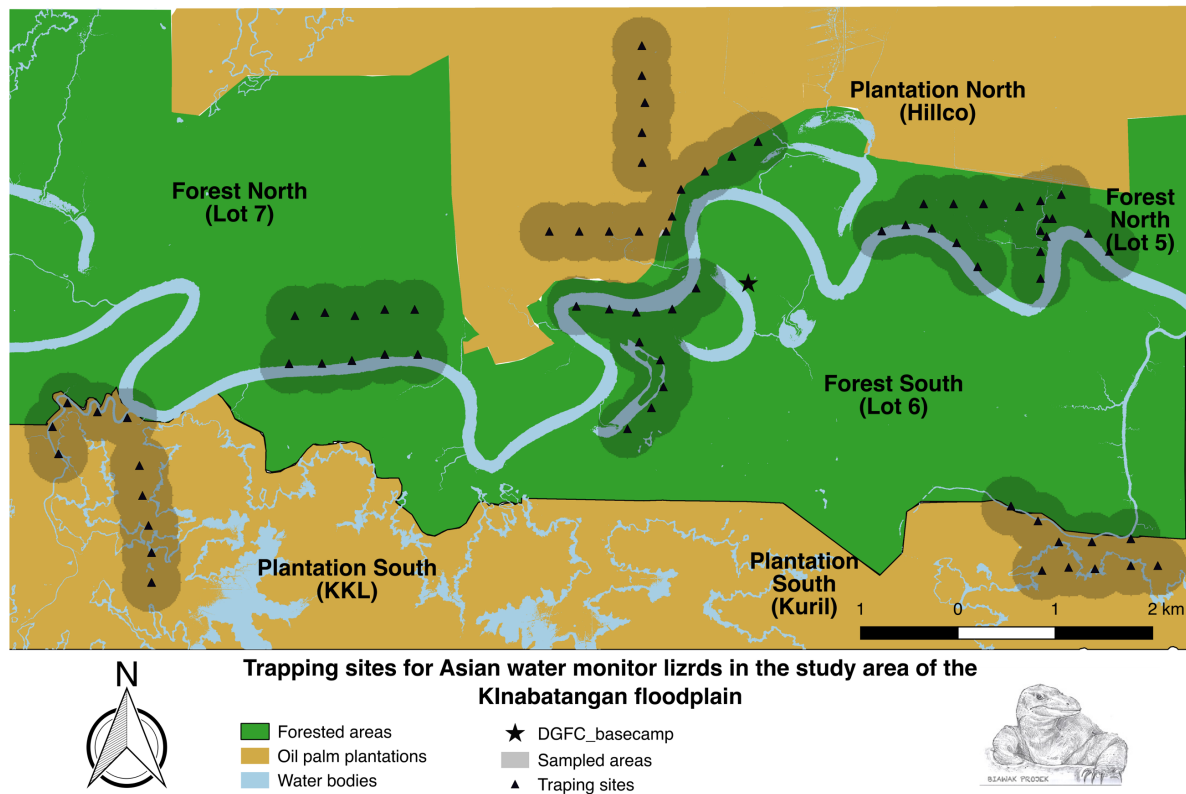 Plantation North
(Hillco)
Forest North
(Lot 7)
Forest
North
(Lot 5)
Forest South
(Lot 6)
Plantation South
(KKL)
Plantation
South
(Kuril)
1 0 1 2 km
Trapping sites for Asian water monitor lizrds in the study area of the
KInabatangan floodplain
N
Forested areas
Oil palm plantations
Water bodies
DGFC_basecamp
Sampled areas
Traping sites
BIAWAK PROJEK